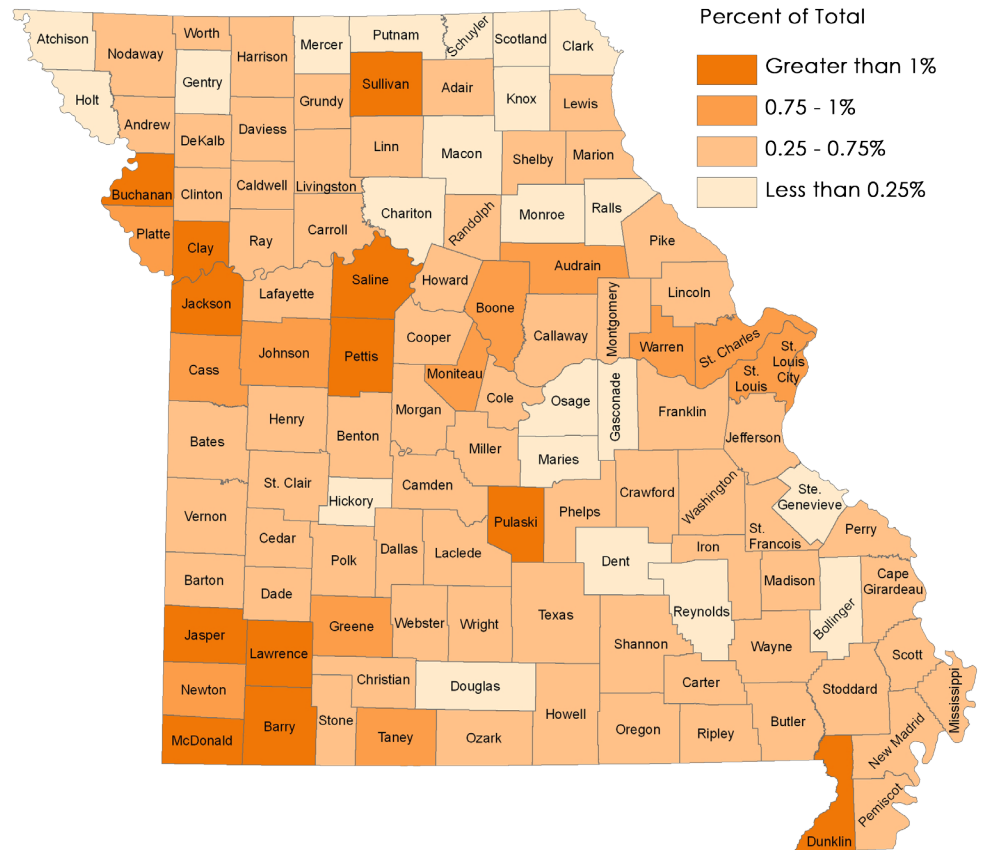 Percent of Total
Greater than 1%
0.75 - 1%
0.25 - 0.75%
Less than 0.25%
Atchison
Nodaway
Worth
Harrison
Mercer
Putnam
Schuyler
Scotland
Clark
Holt
Gentry
Sullivan
Adair
Knox
Lewis
Andrew
DeKalb
Daviess
Grundy
Linn
Macon
Shelby
Marion
Buchanan
Clinton
Caldwell
Livingston
Chariton
Randolph
Monroe
Ralls
Platte
Clay
Ray
Carroll
Pike
Audrain
Jackson
Lafayette
Saline
Howard
Boone
Callaway
Montgomery
Lincoln
Cass
Johnson
Pettis
Cooper
Moniteau
Warren
St. Charles
St.
Louis
St.
Louis
City
Bates
Henry
Benton
Morgan
Cole
Osage
Gasconade
Franklin
Jefferson
Miller
Maries
Vernon
St. Clair
Hickory
Camden
Pulaski
Phelps
Crawford
Washington
St.
Francois
Ste.
Genevieve
Perry
Cedar
Polk
Dallas
Laclede
Dent
Iron
Barton
Dade
Reynolds
Madison
Bollinger
Cape
Girardeau
Jasper
Lawrence
Greene
Webster
Wright
Texas
Shannon
Wayne
Scott
Newton
Christian
Douglas
Carter
Stoddard
Mississippi
McDonald
Barry
Stone
Taney
Ozark
Howell
Oregon
Ripley
Butler
New Madrid
Pemiscot
Dunklin